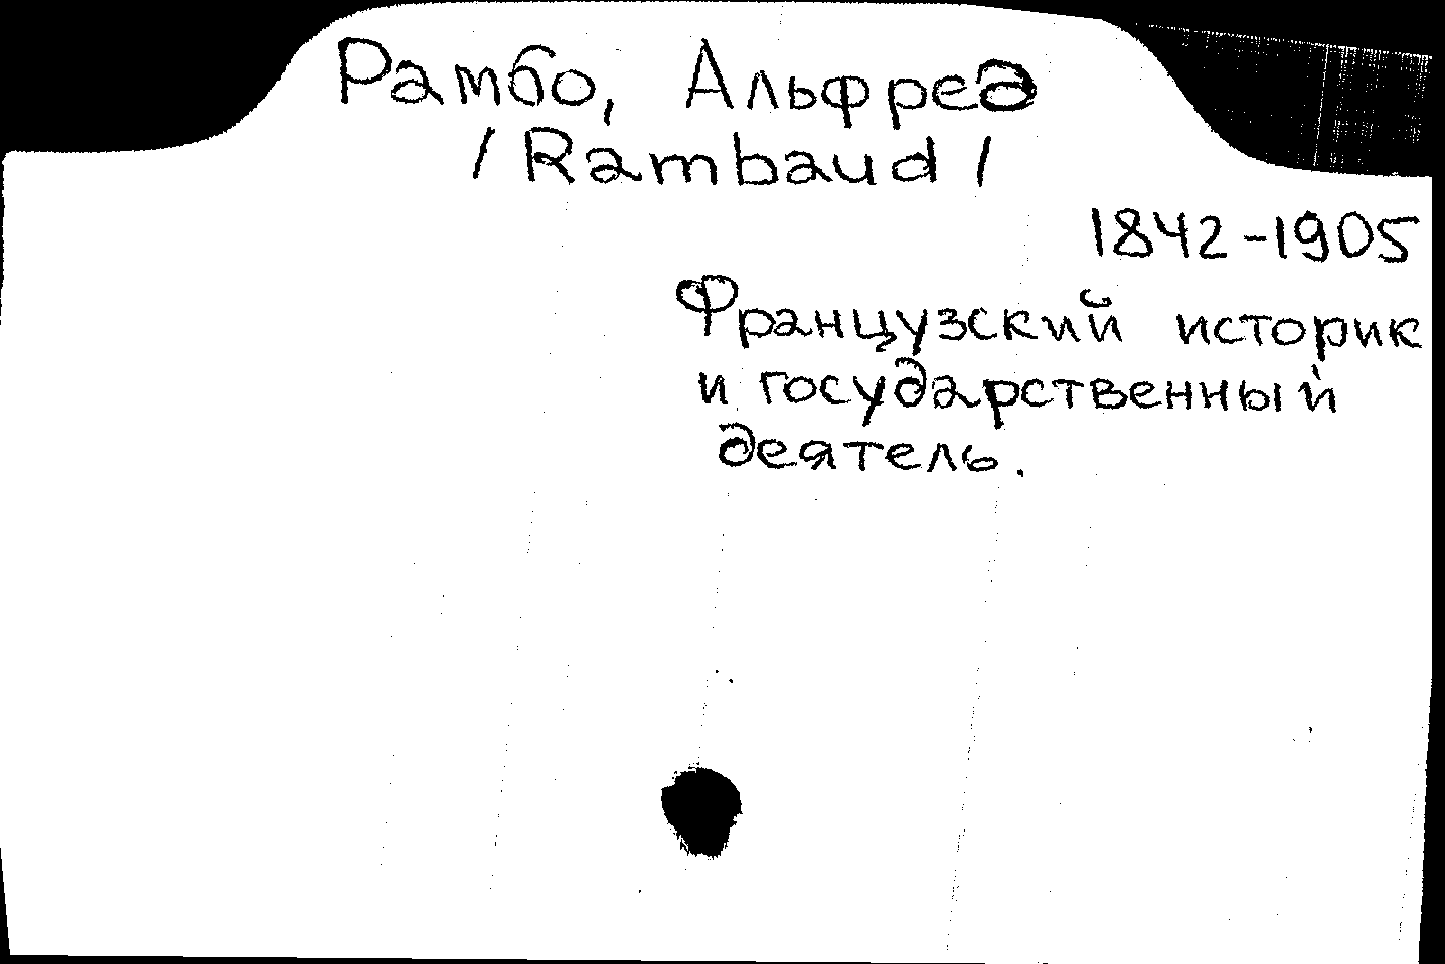 Рамбо, Альфред
/Rambaud/
1842-1905
Французский историк
и государственный
деятель.